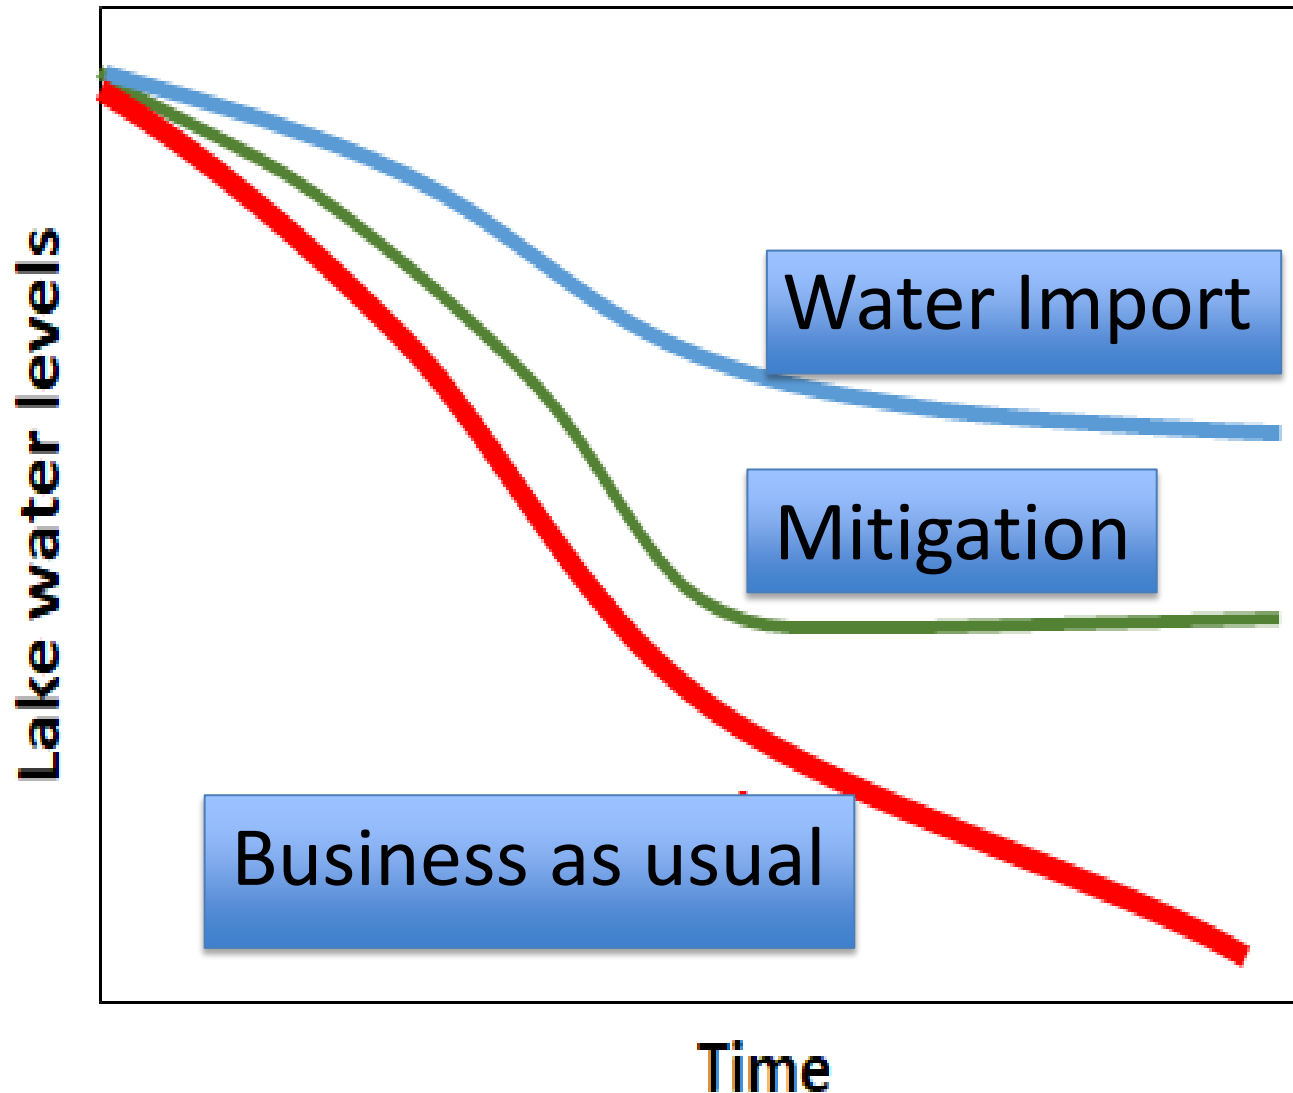 Lake water levels
Water Import
Mitigation
Business as usual
Time